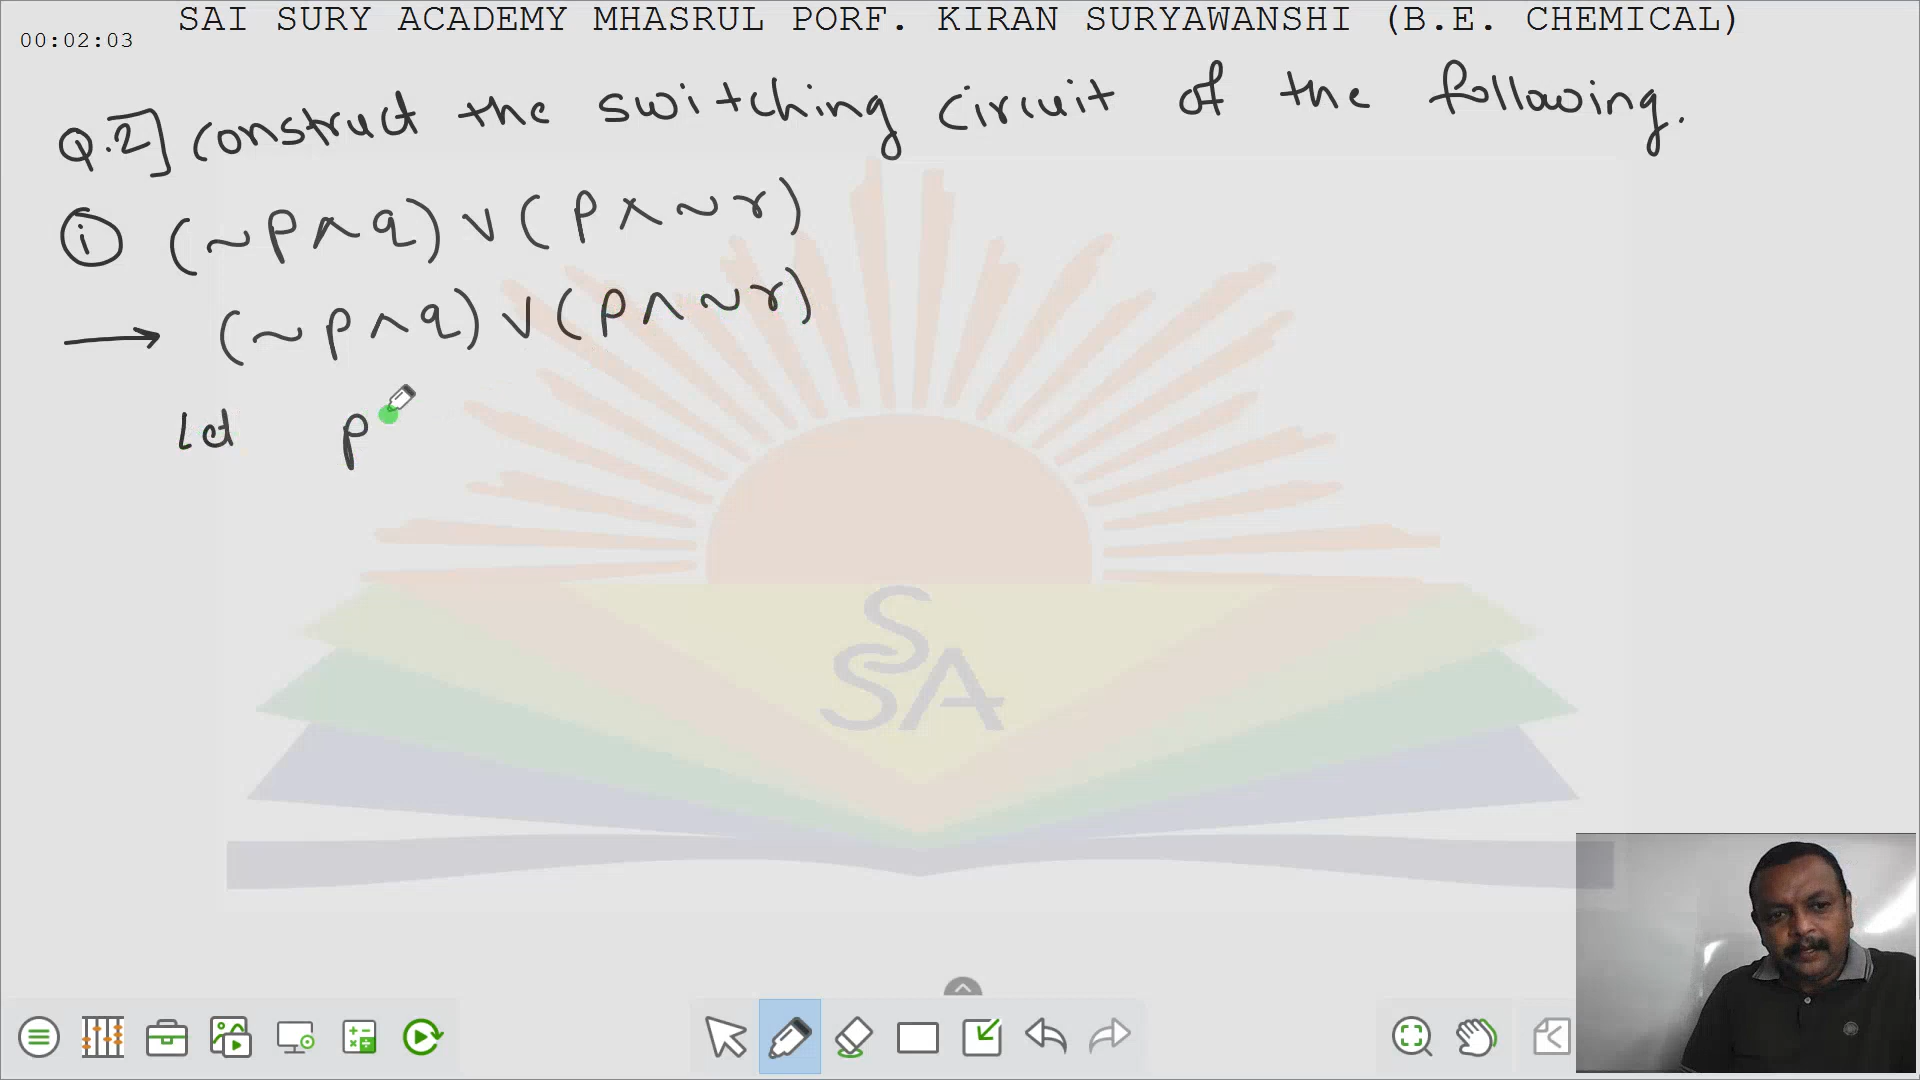 SAI SURY ACADEMY MHASRUL PORF. KIRAN SURYAWANSHI (B.E. CHEMICAL)
00:02:03
Q.2] Construct the switching circuit of the following.
(i) (~p∧q)∨(p∧~r)
→ (~p∧q)∨(p∧~r)
Let p
SSA